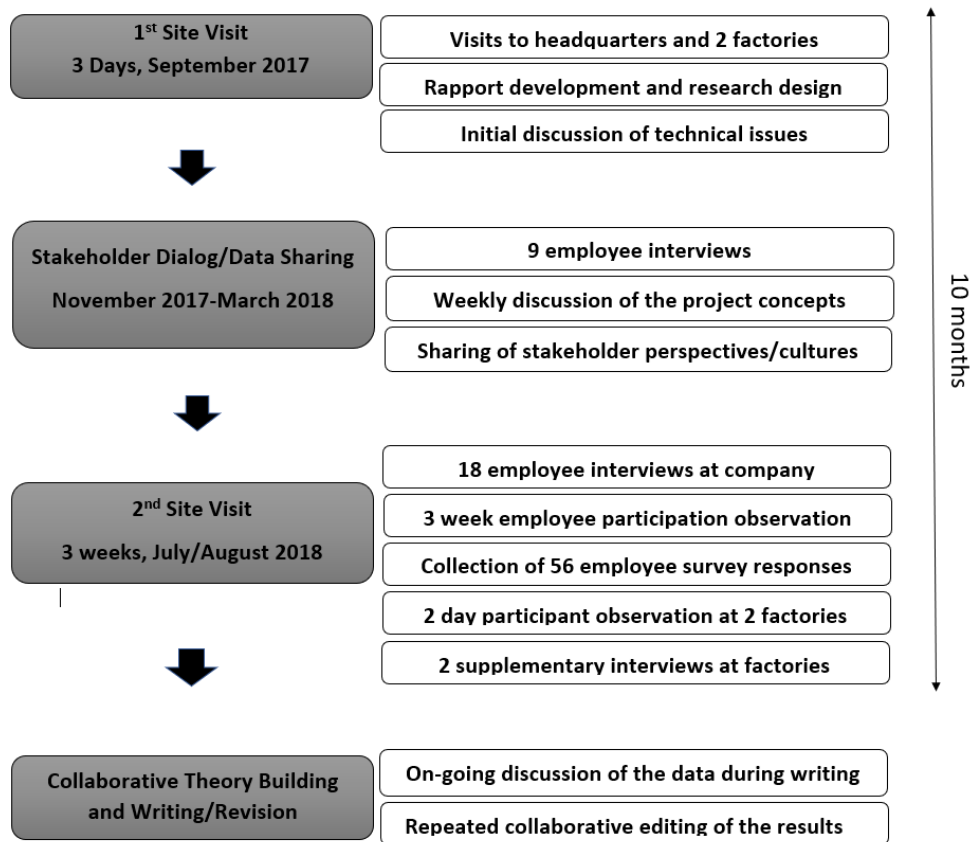 1st Site Visit
3 Days, September 2017
Visits to headquarters and 2 factories
Rapport development and research design
Initial discussion of technical issues
Stakeholder Dialog/Data Sharing
November 2017-March 2018
9 employee interviews
Weekly discussion of the project concepts
Sharing of stakeholder perspectives/cultures
10 months
2nd Site Visit
3 weeks, July/August 2018
18 employee interviews at company
3 week employee participation observation
Collection of 56 employee survey responses
2 day participant observation at 2 factories
2 supplementary interviews at factories
Collaborative Theory Building
and Writing/Revision
On-going discussion of the data during writing
Repeated collaborative editing of the results